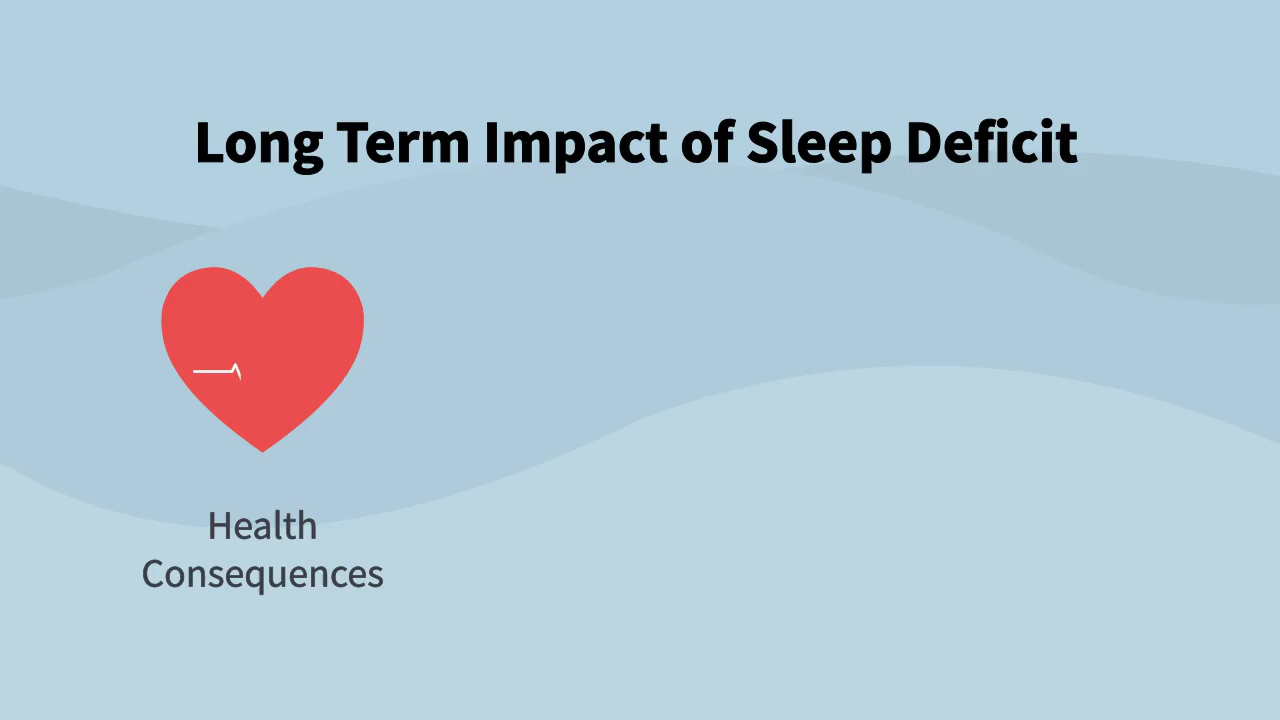 Long Term Impact of Sleep Deficit
Health
Consequences